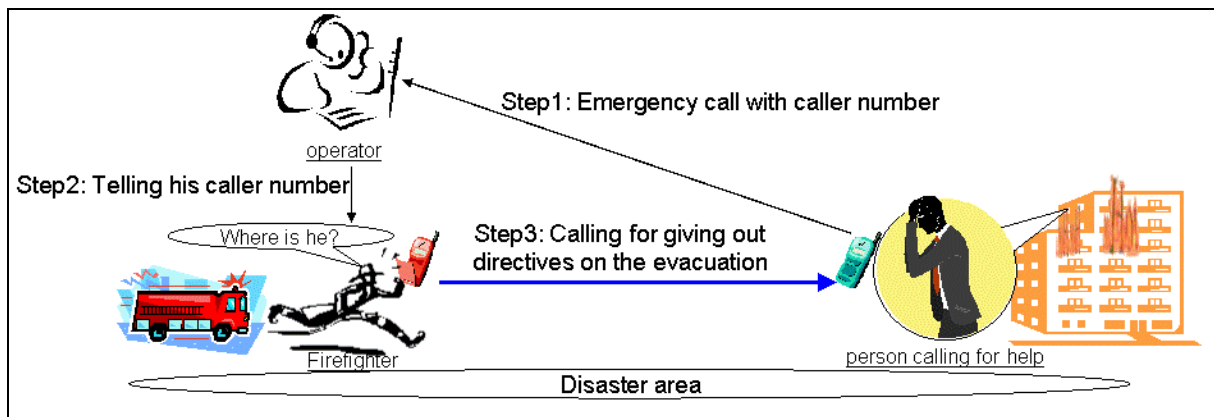 Step1: Emergency call with caller number
operator
Step2: Telling his caller number
Where is he?
Step3: Calling for giving out
directives on the evacuation
Firefighter
person calling for help
Disaster area